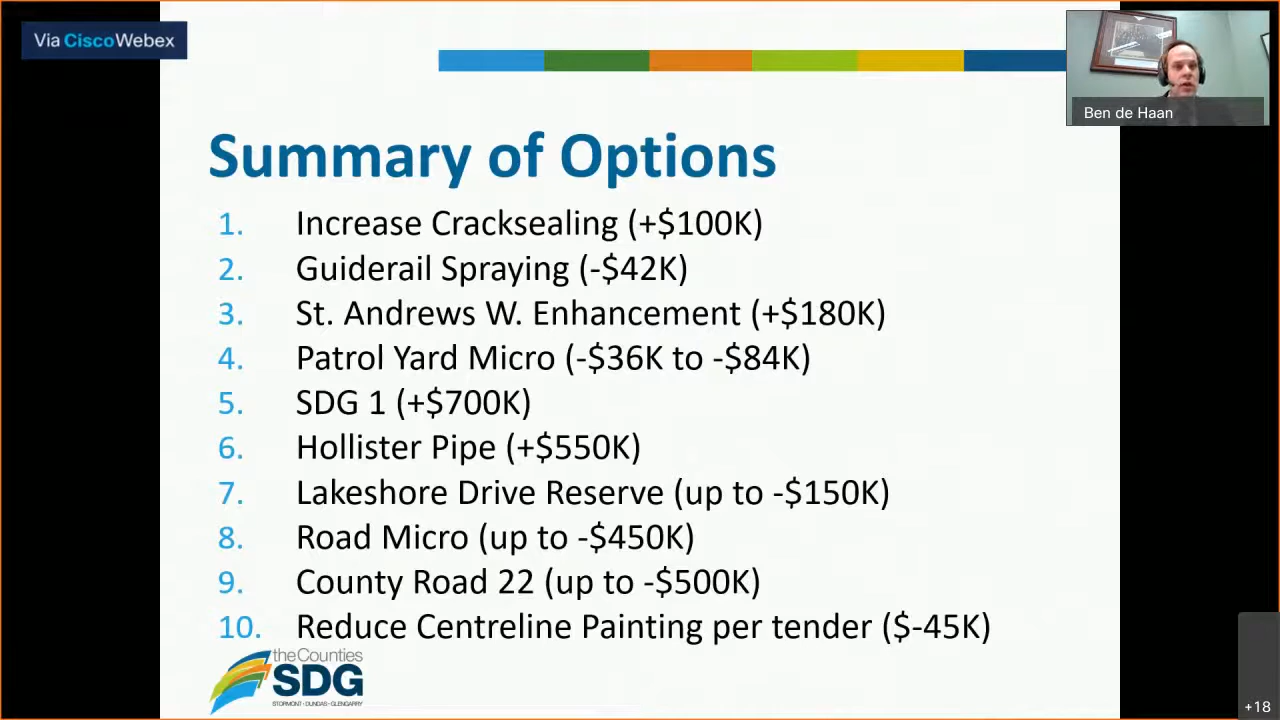 Via Cisco Webex
Ben de Haan
Summary of Options
1. Increase Cracksealing (+$100K)
2. Guiderail Spraying (-$42K)
3. St. Andrews W. Enhancement (+$180K)
4. Patrol Yard Micro (-$36K to -$84K)
5. SDG 1 (+$700K)
6. Hollister Pipe (+$550K)
7. Lakeshore Drive Reserve (up to -$150K)
8. Road Micro (up to -$450K)
9. County Road 22 (up to -$500K)
10. Reduce Centreline Painting per tender ($-45K)
the Counties
SDG
STORMONT · DUNDAS · GLENGARRY
+18